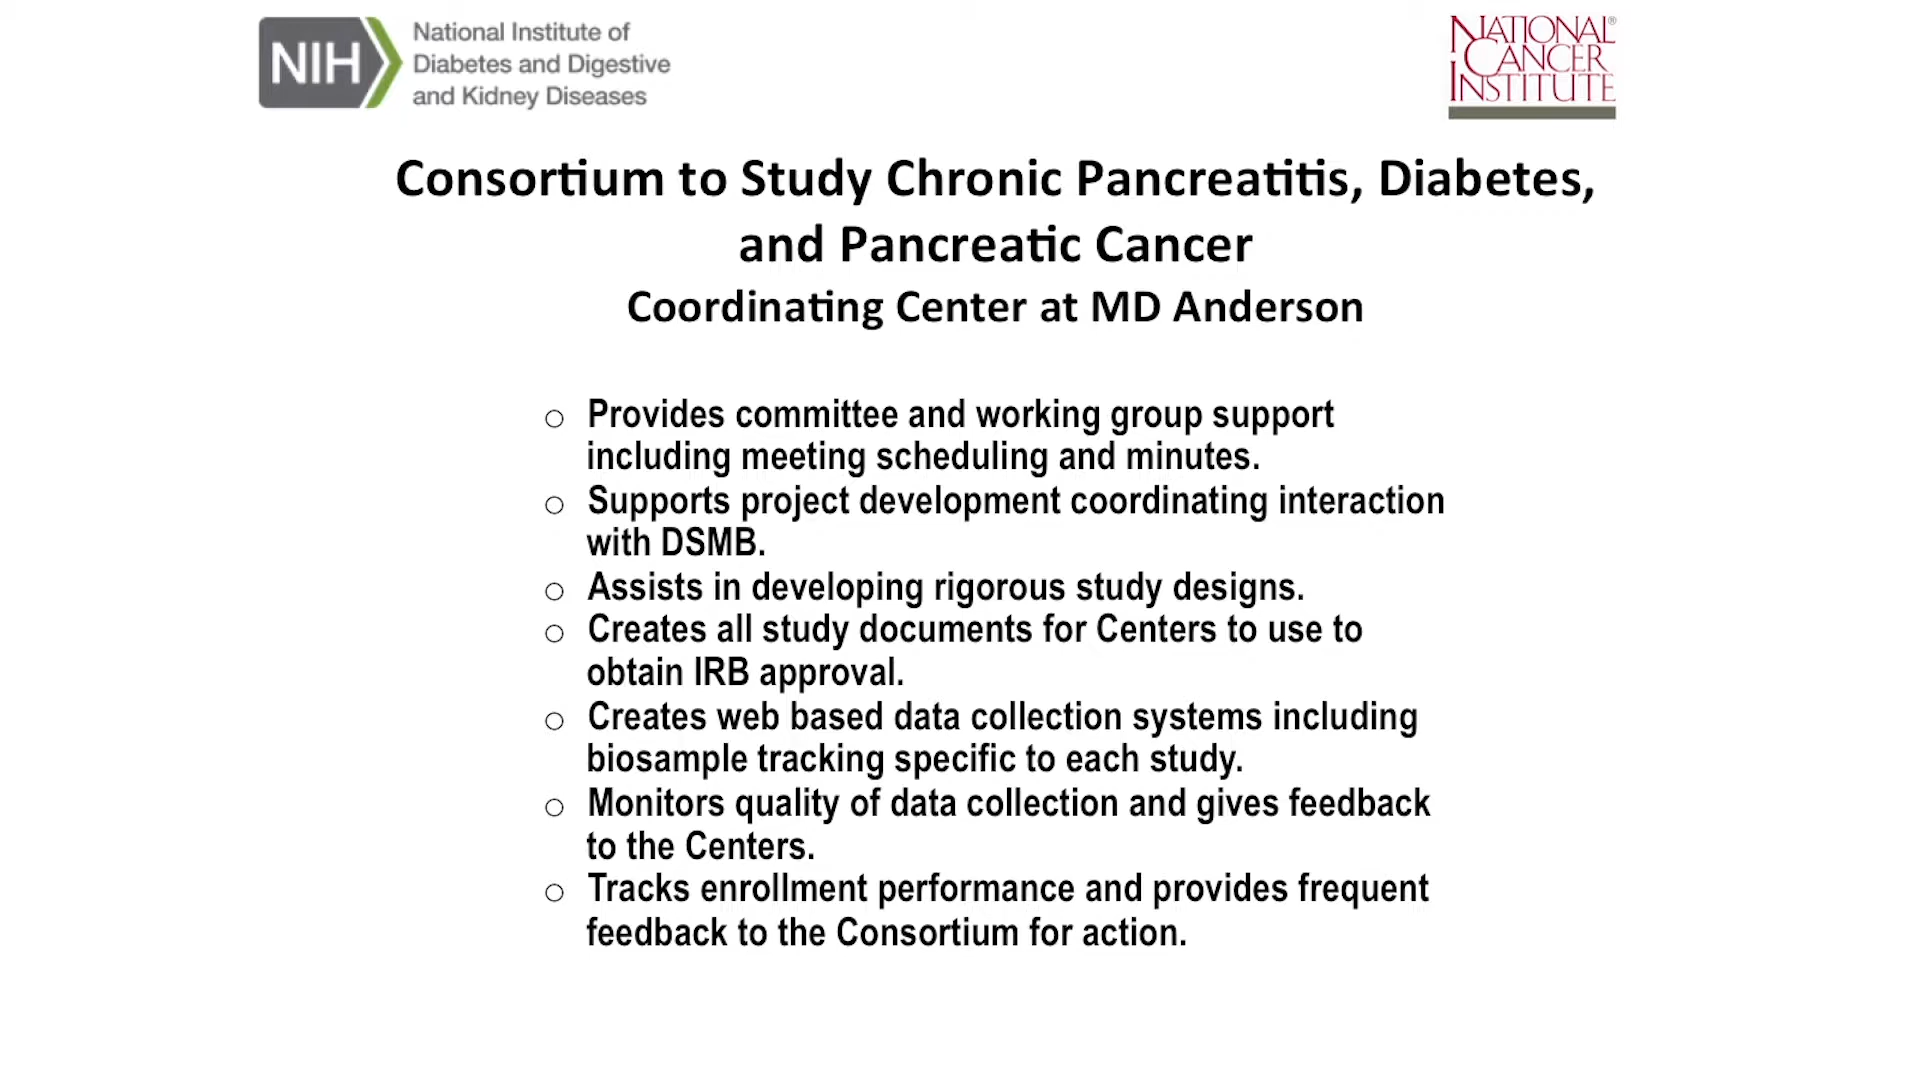 NIH
National Institute of
Diabetes and Digestive
and Kidney Diseases
NATIONAL®
CANCER
INSTITUTE
Consortium to Study Chronic Pancreatitis, Diabetes,
and Pancreatic Cancer
Coordinating Center at MD Anderson
○ Provides committee and working group support
including meeting scheduling and minutes.
○ Supports project development coordinating interaction
with DSMB.
○ Assists in developing rigorous study designs.
○ Creates all study documents for Centers to use to
obtain IRB approval.
○ Creates web based data collection systems including
biosample tracking specific to each study.
○ Monitors quality of data collection and gives feedback
to the Centers.
○ Tracks enrollment performance and provides frequent
feedback to the Consortium for action.